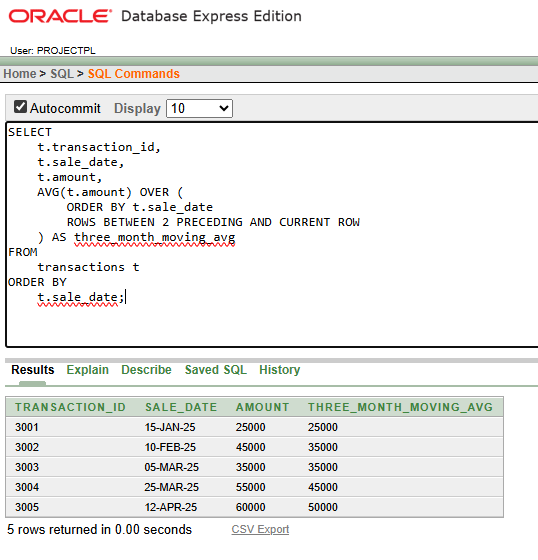 ORACLE® Database Express Edition
User: PROJECTPL
Home > SQL > SQL Commands
Autocommit Display 10
SELECT
    t.transaction_id,
    t.sale_date,
    t.amount,
    AVG(t.amount) OVER (
        ORDER BY t.sale_date
        ROWS BETWEEN 2 PRECEDING AND CURRENT ROW
    ) AS three_month_moving_avg
FROM
    transactions t
ORDER BY
    t.sale_date;
Results Explain Describe Saved SQL History
TRANSACTION_ID SALE_DATE AMOUNT THREE_MONTH_MOVING_AVG
3001 15-JAN-25 25000 25000
3002 10-FEB-25 45000 35000
3003 05-MAR-25 35000 35000
3004 25-MAR-25 55000 45000
3005 12-APR-25 60000 50000
5 rows returned in 0.00 seconds CSV Export